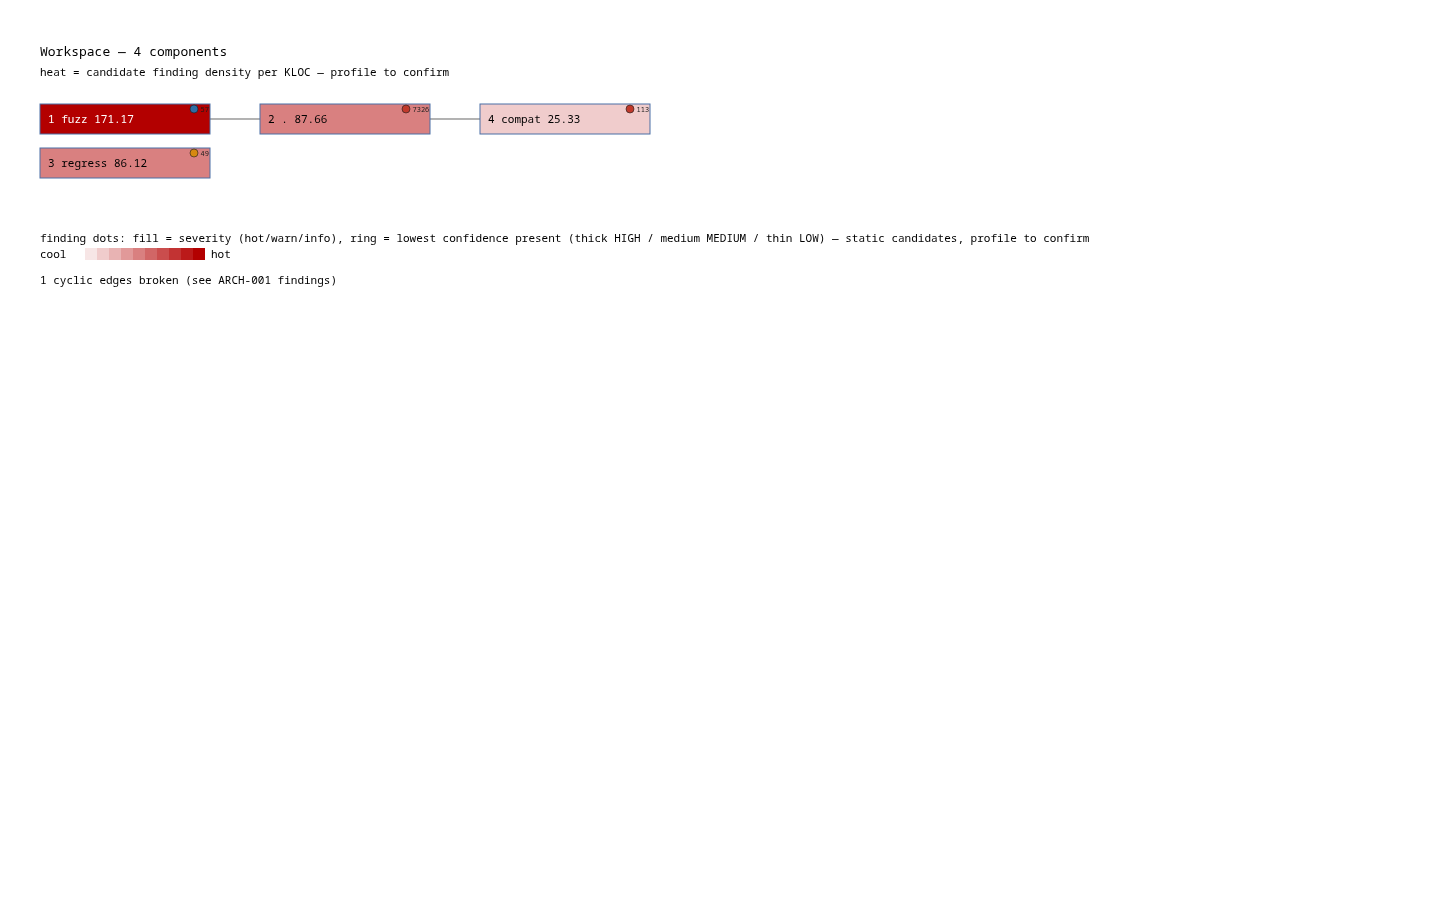 Workspace — 4 components
heat = candidate finding density per KLOC — profile to confirm
1 fuzz 171.17
2 . 87.66 7326
4 compat 25.33 113
3 regress 86.12 49
finding dots: fill = severity (hot/warn/info), ring = lowest confidence present (thick HIGH / medium MEDIUM / thin LOW) — static candidates, profile to confirm
cool hot
1 cyclic edges broken (see ARCH-001 findings)